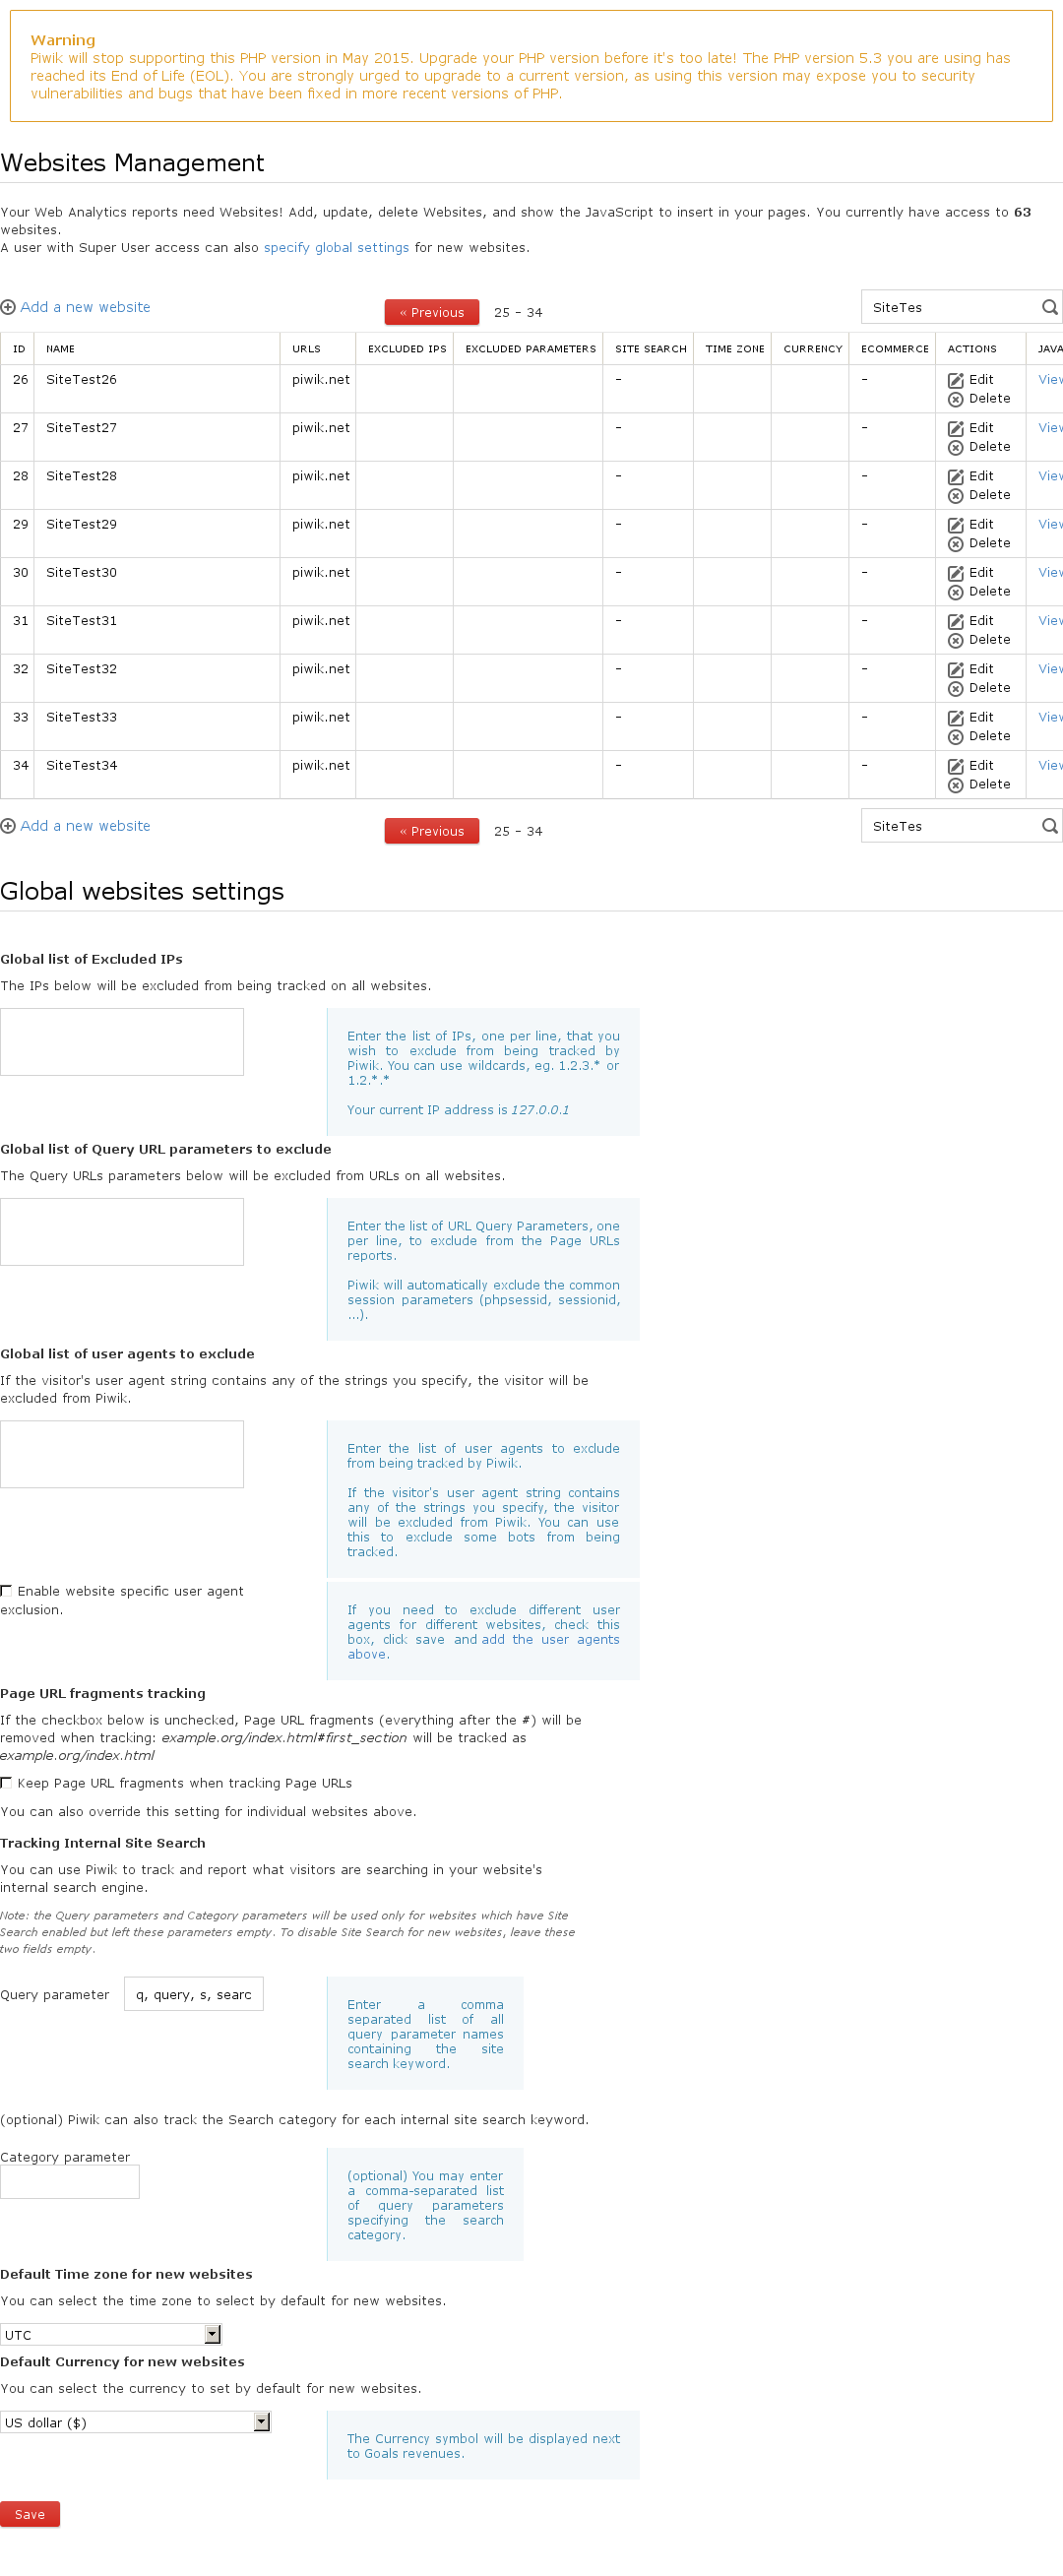 Warning
Piwik will stop supporting this PHP version in May 2015. Upgrade your PHP version before it's too late! The PHP version 5.3 you are using has
reached its End of Life (EOL). You are strongly urged to upgrade to a current version, as using this version may expose you to security
vulnerabilities and bugs that have been fixed in more recent versions of PHP.
Websites Management
Your Web Analytics reports need Websites! Add, update, delete Websites, and show the JavaScript to insert in your pages. You currently have access to 63
websites.
A user with Super User access can also specify global settings for new websites.
Add a new website « Previous 25 – 34 SiteTes
ID NAME URLS EXCLUDED IPS EXCLUDED PARAMETERS SITE SEARCH TIME ZONE CURRENCY ECOMMERCE ACTIONS JAVA
26 SiteTest26 piwik.net - - Edit View
Delete
27 SiteTest27 piwik.net - - Edit View
Delete
28 SiteTest28 piwik.net - - Edit View
Delete
29 SiteTest29 piwik.net - - Edit View
Delete
30 SiteTest30 piwik.net - - Edit View
Delete
31 SiteTest31 piwik.net - - Edit View
Delete
32 SiteTest32 piwik.net - - Edit View
Delete
33 SiteTest33 piwik.net - - Edit View
Delete
34 SiteTest34 piwik.net - - Edit View
Delete
Add a new website « Previous 25 – 34 SiteTes
Global websites settings
Global list of Excluded IPs
The IPs below will be excluded from being tracked on all websites.
Enter the list of IPs, one per line, that you
wish to exclude from being tracked by
Piwik. You can use wildcards, eg. 1.2.3.* or
1.2.*.*
Your current IP address is 127.0.0.1
Global list of Query URL parameters to exclude
The Query URLs parameters below will be excluded from URLs on all websites.
Enter the list of URL Query Parameters, one
per line, to exclude from the Page URLs
reports.
Piwik will automatically exclude the common
session parameters (phpsessid, sessionid,
...).
Global list of user agents to exclude
If the visitor's user agent string contains any of the strings you specify, the visitor will be
excluded from Piwik.
Enter the list of user agents to exclude
from being tracked by Piwik.
If the visitor's user agent string contains
any of the strings you specify, the visitor
will be excluded from Piwik. You can use
this to exclude some bots from being
tracked.
Enable website specific user agent
exclusion.
If you need to exclude different user
agents for different websites, check this
box, click save and add the user agents
above.
Page URL fragments tracking
If the checkbox below is unchecked, Page URL fragments (everything after the #) will be
removed when tracking: example.org/index.html#first_section will be tracked as
example.org/index.html
Keep Page URL fragments when tracking Page URLs
You can also override this setting for individual websites above.
Tracking Internal Site Search
You can use Piwik to track and report what visitors are searching in your website's
internal search engine.
Note: the Query parameters and Category parameters will be used only for websites which have Site
Search enabled but left these parameters empty. To disable Site Search for new websites, leave these
two fields empty.
Query parameter q, query, s, searc
Enter a comma
separated list of all
query parameter names
containing the site
search keyword.
(optional) Piwik can also track the Search category for each internal site search keyword.
Category parameter
(optional) You may enter
a comma-separated list
of query parameters
specifying the search
category.
Default Time zone for new websites
You can select the time zone to select by default for new websites.
UTC
Default Currency for new websites
You can select the currency to set by default for new websites.
US dollar ($)
The Currency symbol will be displayed next
to Goals revenues.
Save